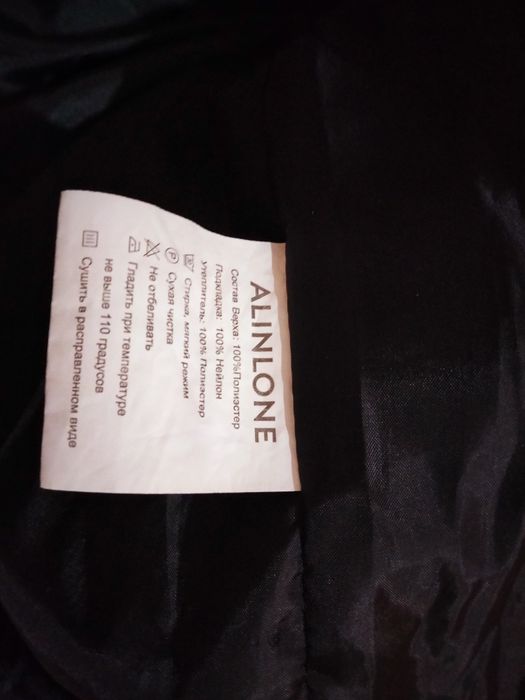 ALINLONE
Состав Верха: 100%Полиэстер
Подкладка: 100% Нейлон
Утеплитель: 100% Полиэстер
Стирка, мягкий режим
P Сухая чистка
Не отбеливать
Гладить при температуре
не выше 110 градусов
Сушить в расправленном виде